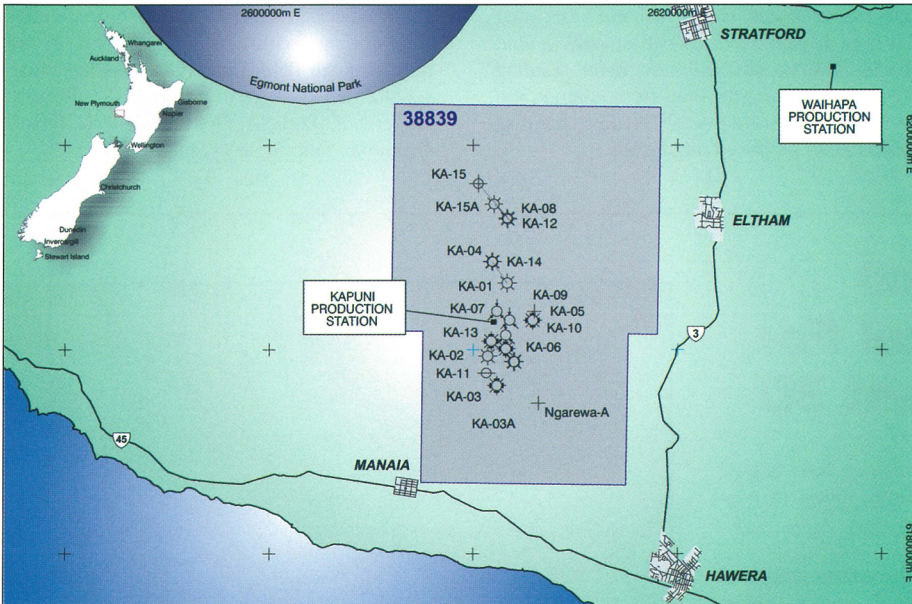 2600000m E
2620000m E
STRATFORD
Whangarei
Auckland
Egmont National Park
New Plymouth
Gisborne
Napier
WAIHAPA
PRODUCTION
STATION
6200000m E
38839
Wellington
KA-15
Christchurch
KA-15A
KA-08
KA-12
ELTHAM
Dunedin
Invercargill
Stewart Island
KA-04
KA-14
KA-01
KAPUNI
PRODUCTION
STATION
KA-07
KA-09
KA-05
KA-10
KA-13
3
KA-06
KA-02
KA-11
KA-03
Ngarewa-A
KA-03A
45
MANAIA
6180000m E
HAWERA